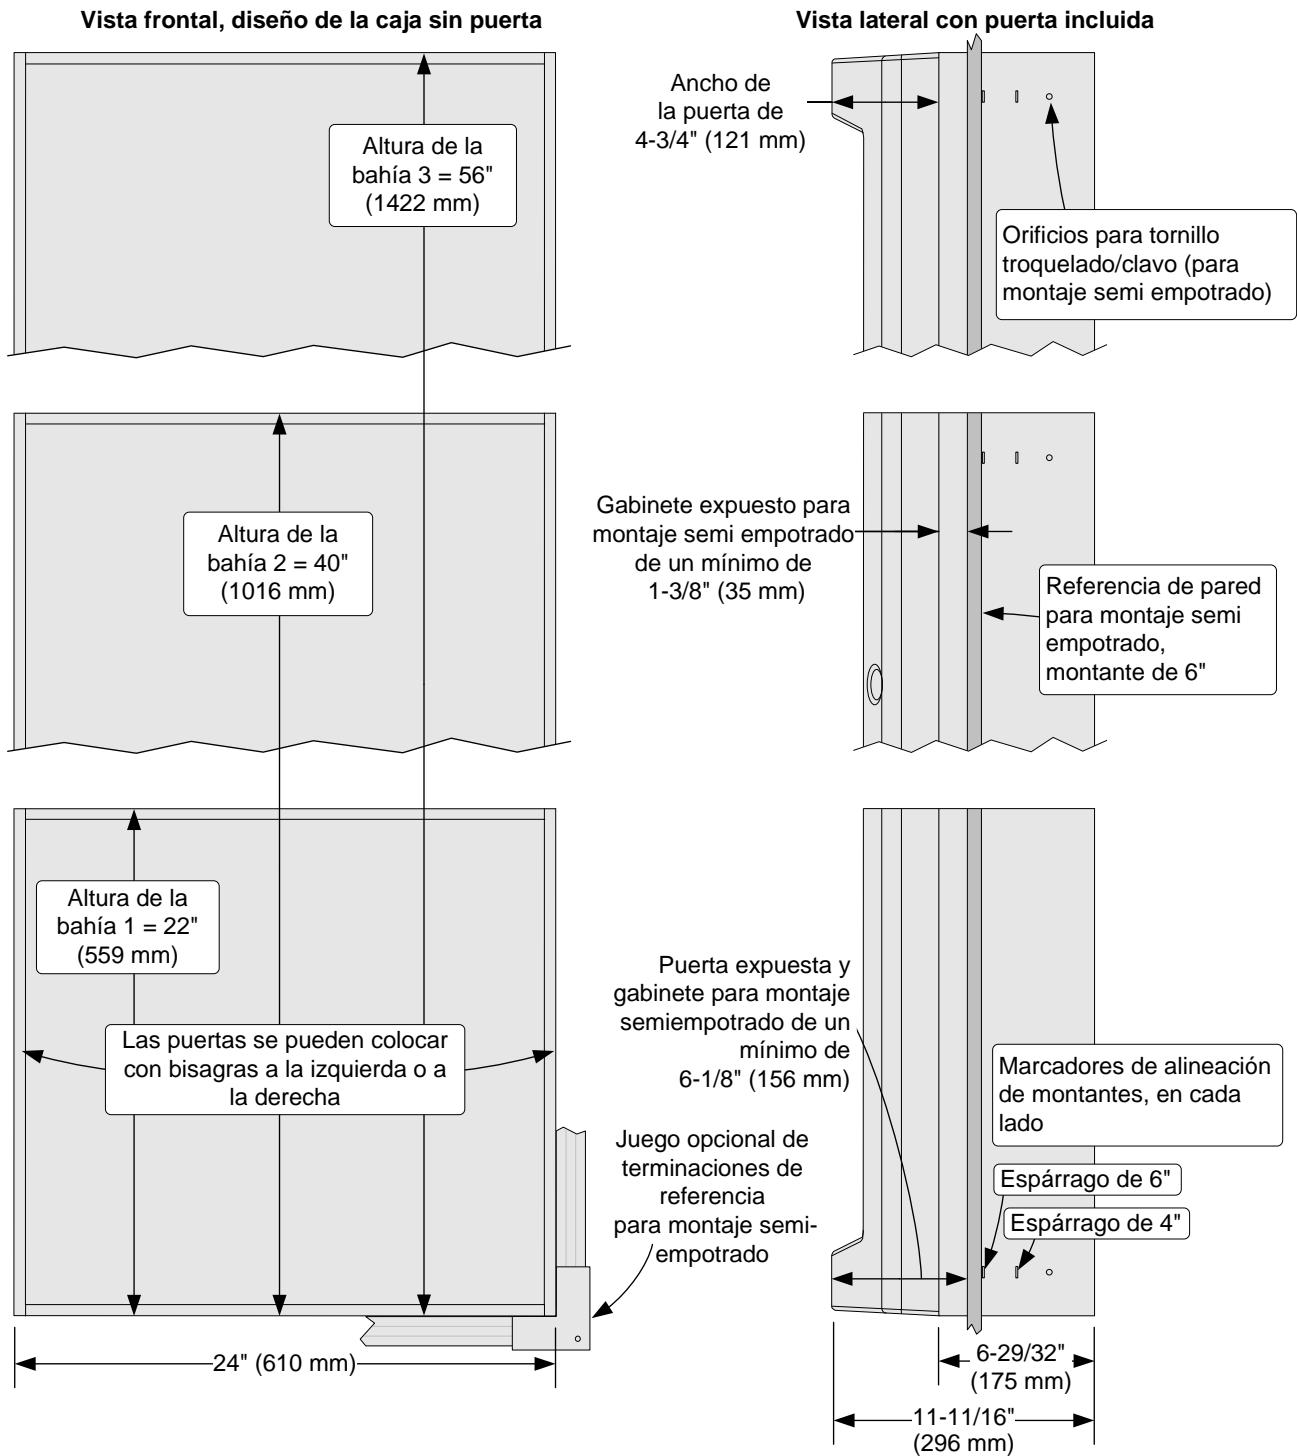 Vista frontal, diseño de la caja sin puerta
Altura de la
bahía 3 = 56"
(1422 mm)
Altura de la
bahía 2 = 40"
(1016 mm)
Altura de la
bahía 1 = 22"
(559 mm)
Las puertas se pueden colocar
con bisagras a la izquierda o a
la derecha
Juego opcional de
terminaciones de
referencia
para montaje semi-
empotrado
24" (610 mm)
Vista lateral con puerta incluida
Ancho de
la puerta de
4-3/4" (121 mm)
Orificios para tornillo
troquelado/clavo (para
montaje semi empotrado)
Gabinete expuesto para
montaje semi empotrado
de un mínimo de
1-3/8" (35 mm)
Referencia de pared
para montaje semi
empotrado,
montante de 6"
Puerta expuesta y
gabinete para montaje
semiempotrado de un
mínimo de
6-1/8" (156 mm)
Marcadores de alineación
de montantes, en cada
lado
Espárrago de 6"
Espárrago de 4"
6-29/32"
(175 mm)
11-11/16"
(296 mm)